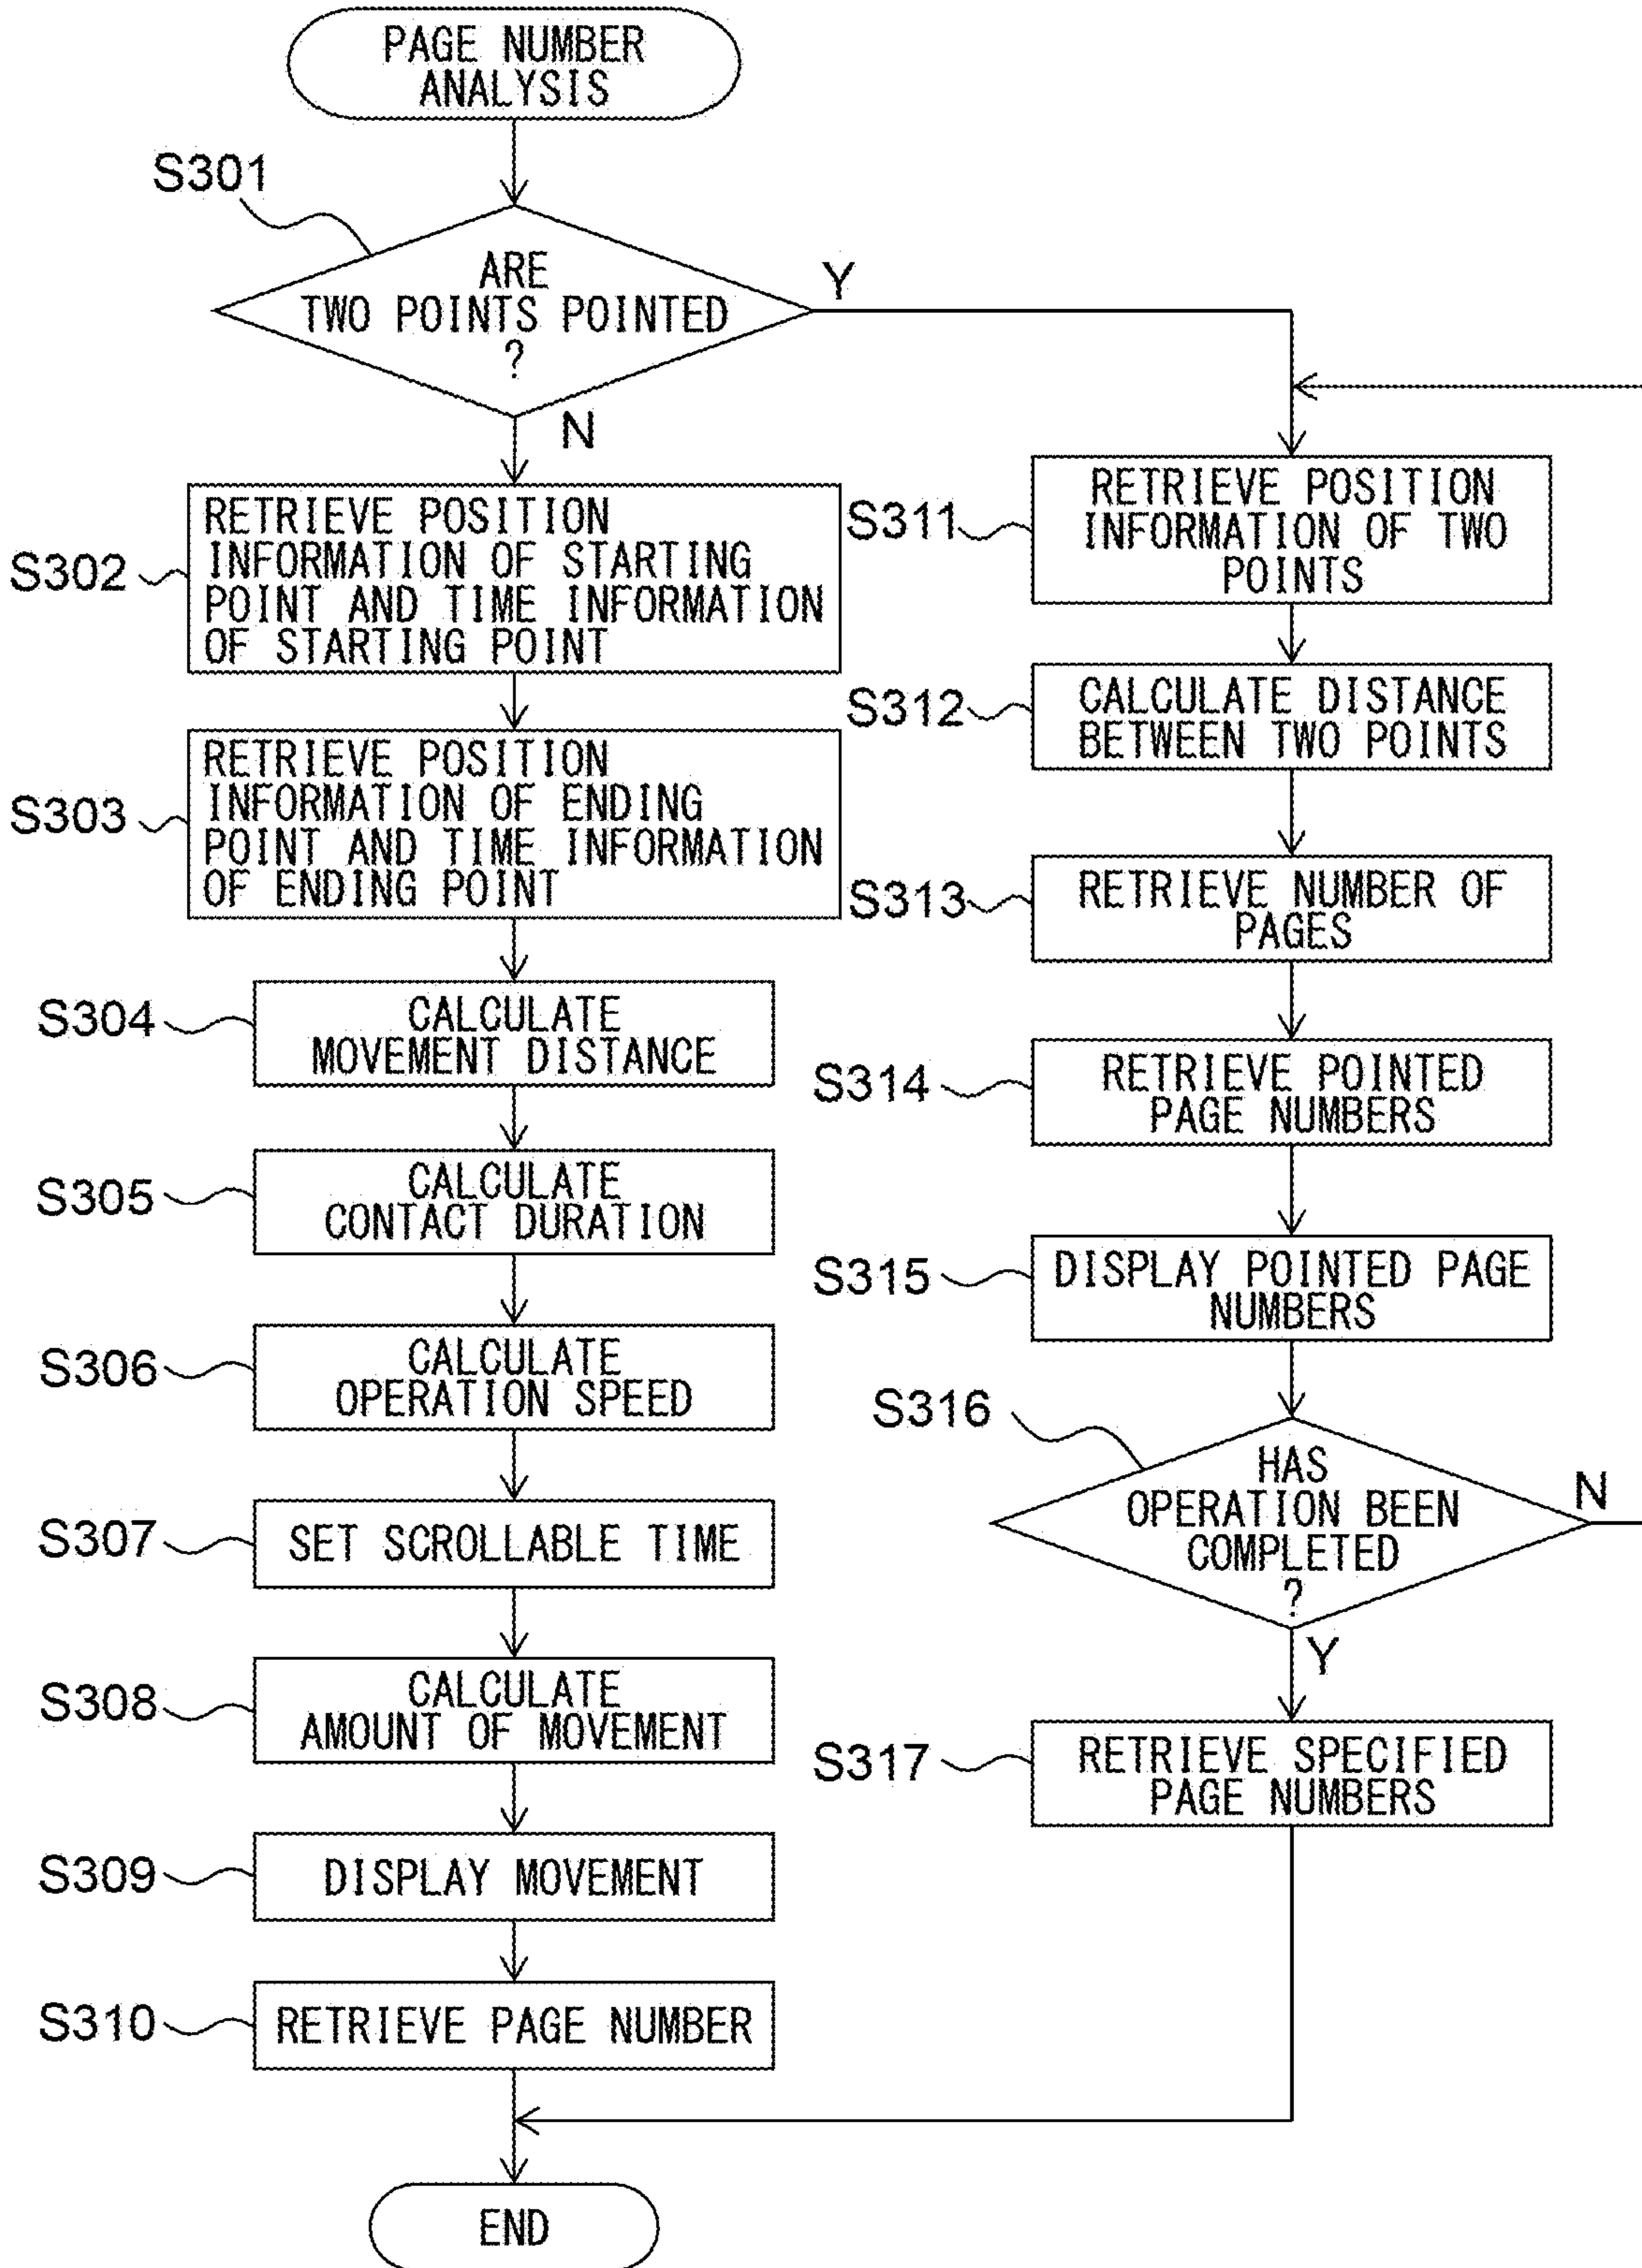 PAGE NUMBER
ANALYSIS
S301
ARE
TWO POINTS POINTED
?
Y
N
S302
RETRIEVE POSITION
INFORMATION OF STARTING
POINT AND TIME INFORMATION
OF STARTING POINT
S303
RETRIEVE POSITION
INFORMATION OF ENDING
POINT AND TIME INFORMATION
OF ENDING POINT
S304
CALCULATE
MOVEMENT DISTANCE
S305
CALCULATE
CONTACT DURATION
S306
CALCULATE
OPERATION SPEED
S307
SET SCROLLABLE TIME
S308
CALCULATE
AMOUNT OF MOVEMENT
S309
DISPLAY MOVEMENT
S310
RETRIEVE PAGE NUMBER
S311
RETRIEVE POSITION
INFORMATION OF TWO
POINTS
S312
CALCULATE DISTANCE
BETWEEN TWO POINTS
S313
RETRIEVE NUMBER OF
PAGES
S314
RETRIEVE POINTED
PAGE NUMBERS
S315
DISPLAY POINTED PAGE
NUMBERS
S316
HAS
OPERATION BEEN
COMPLETED
?
N
Y
S317
RETRIEVE SPECIFIED
PAGE NUMBERS
END